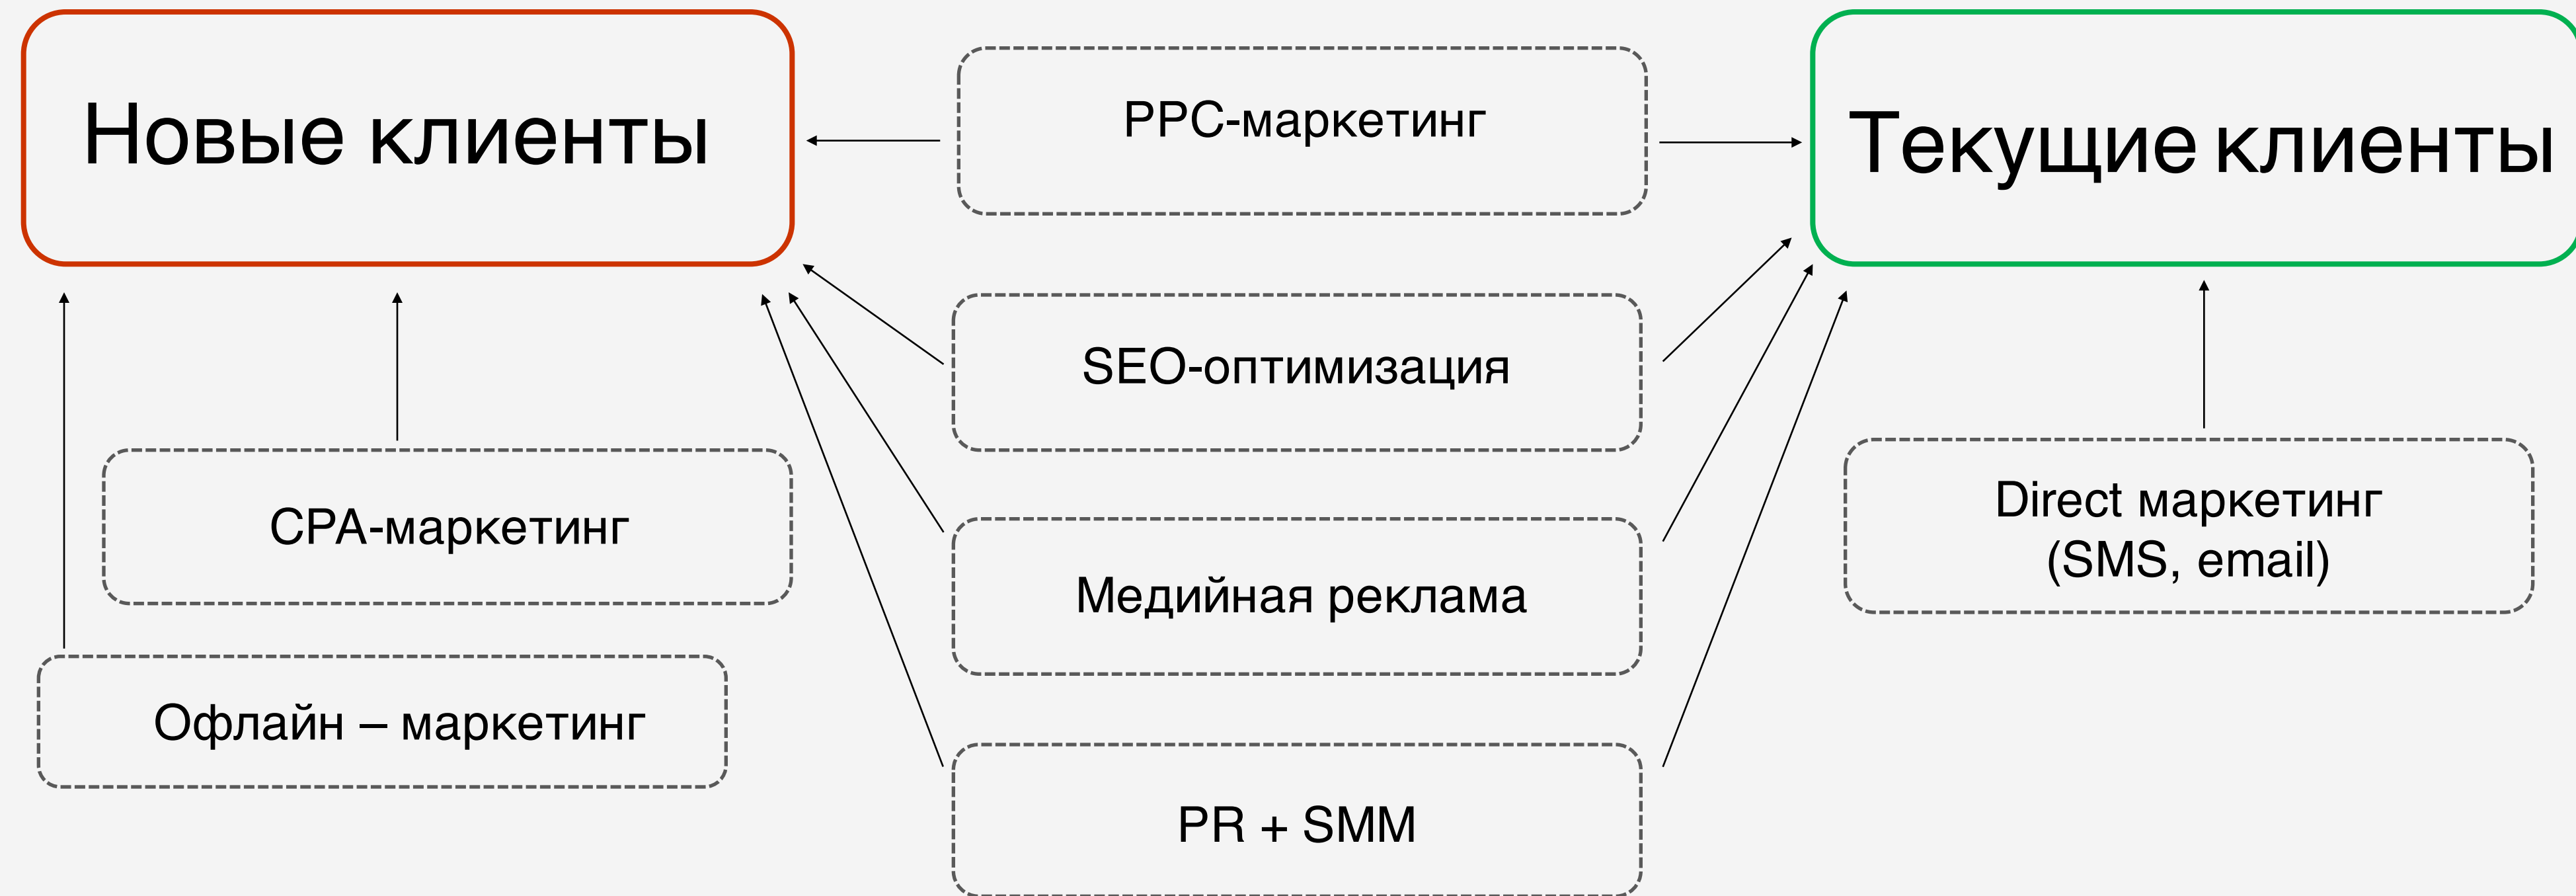 Новые клиенты
PPC-маркетинг
Текущие клиенты
SEO-оптимизация
CPA-маркетинг
Direct маркетинг
(SMS, email)
Медийная реклама
Офлайн – маркетинг
PR + SMM